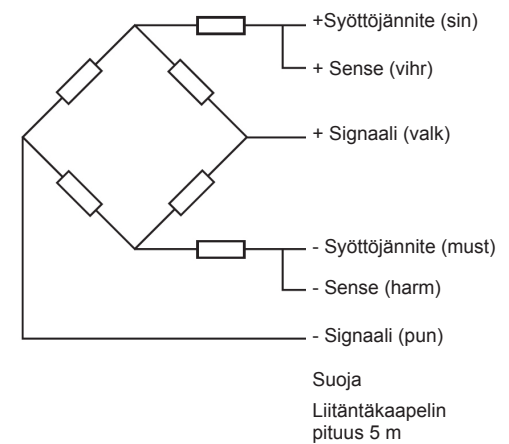 +Syöttöjännite (sin)
+ Sense (vihr)
+ Signaali (valk)
- Syöttöjännite (must)
- Sense (harm)
- Signaali (pun)
Suoja
Liitäntäkaapelin
pituus 5 m